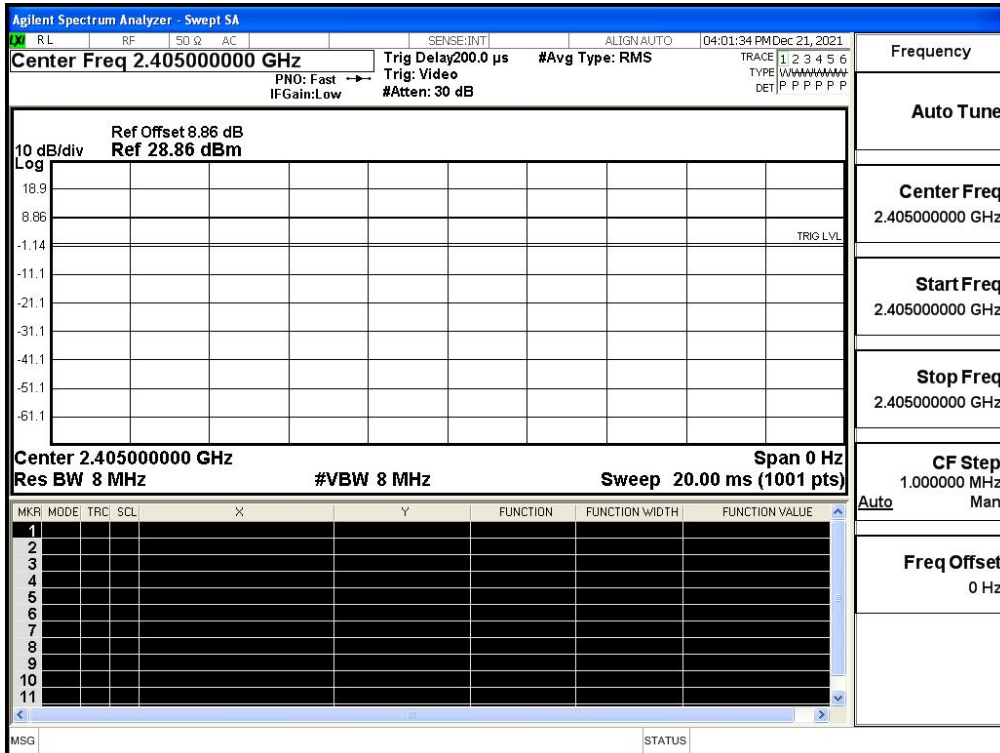 Agilent Spectrum Analyzer - Swept SA
LXI RL RF 50 Ω AC SENSE:INT ALIGNAUTO 04:01:34 PMDec 21, 2021
Center Freq 2.405000000 GHz
PNO: Fast
IFGain:Low
Trig Delay200.0 µs
Trig: Video
#Atten: 30 dB
#Avg Type: RMS
TRACE 1 2 3 4 5 6
TYPE WWWWWW
DET P P P P P P
Ref Offset 8.86 dB
10 dB/div Ref 28.86 dBm
Log
18.9
8.86
TRIG LVL
-1.14
-11.1
-21.1
-31.1
-41.1
-51.1
-61.1
Center 2.405000000 GHz Span 0 Hz
Res BW 8 MHz #VBW 8 MHz Sweep 20.00 ms (1001 pts)
MKR MODE TRC SCL X Y FUNCTION FUNCTION WIDTH FUNCTION VALUE
1
2
3
4
5
6
7
8
9
10
11
MSG STATUS
Frequency
Auto Tune
Center Freq
2.405000000 GHz
Start Freq
2.405000000 GHz
Stop Freq
2.405000000 GHz
CF Step
1.000000 MHz
Auto Man
Freq Offset
0 Hz